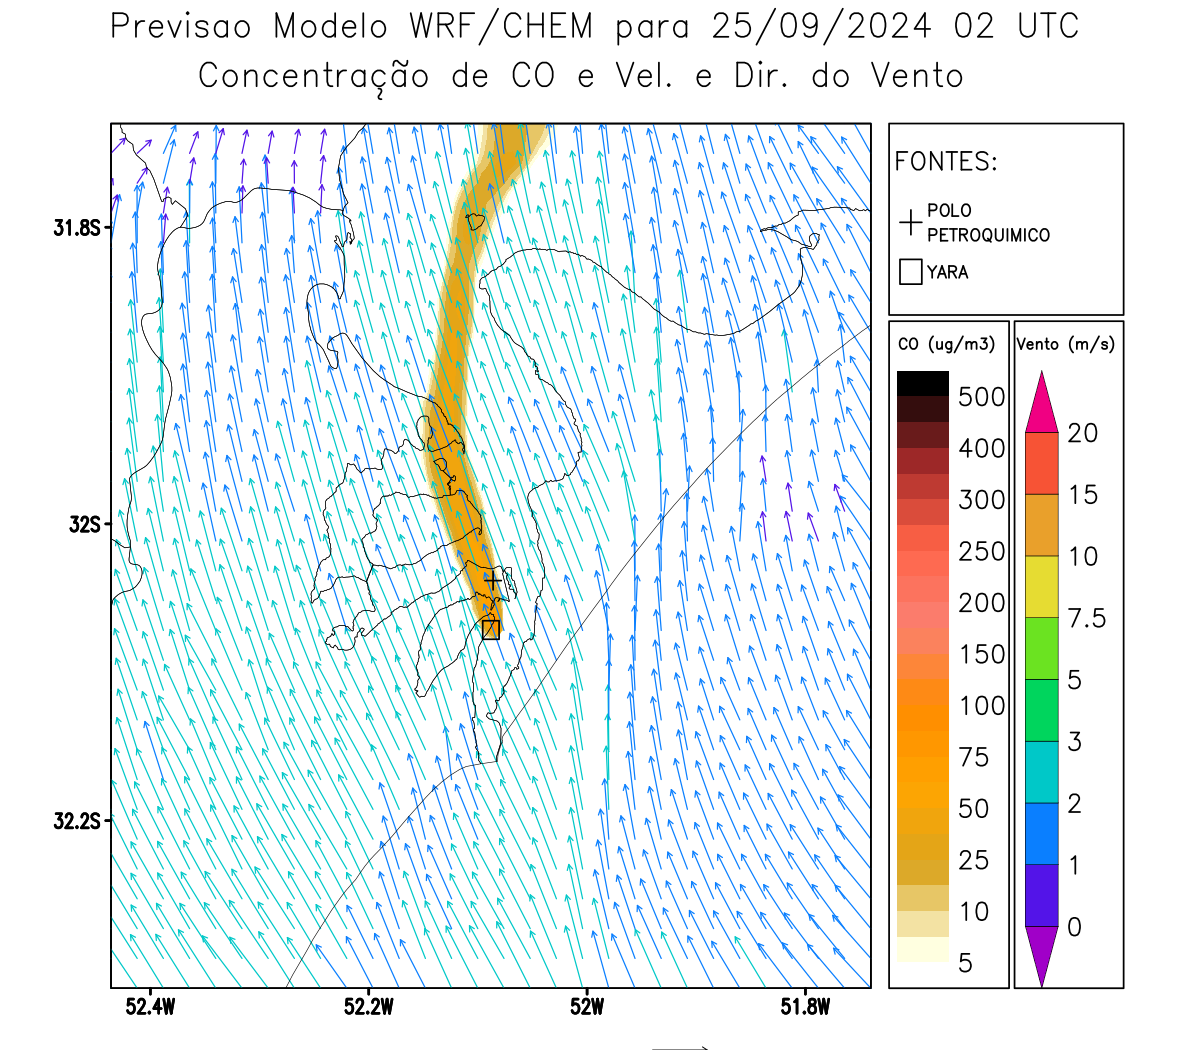 Previsao Modelo WRF/CHEM para 25/09/2024 02 UTC
Concentração de CO e Vel. e Dir. do Vento
FONTES:
POLO
PETROQUIMICO
YARA
CO (ug/m3)
500
400
300
250
200
150
100
75
50
25
10
5
Vento (m/s)
20
15
10
7.5
5
3
2
1
0
31.8S
32S
32.2S
52.4W
52.2W
52W
51.8W